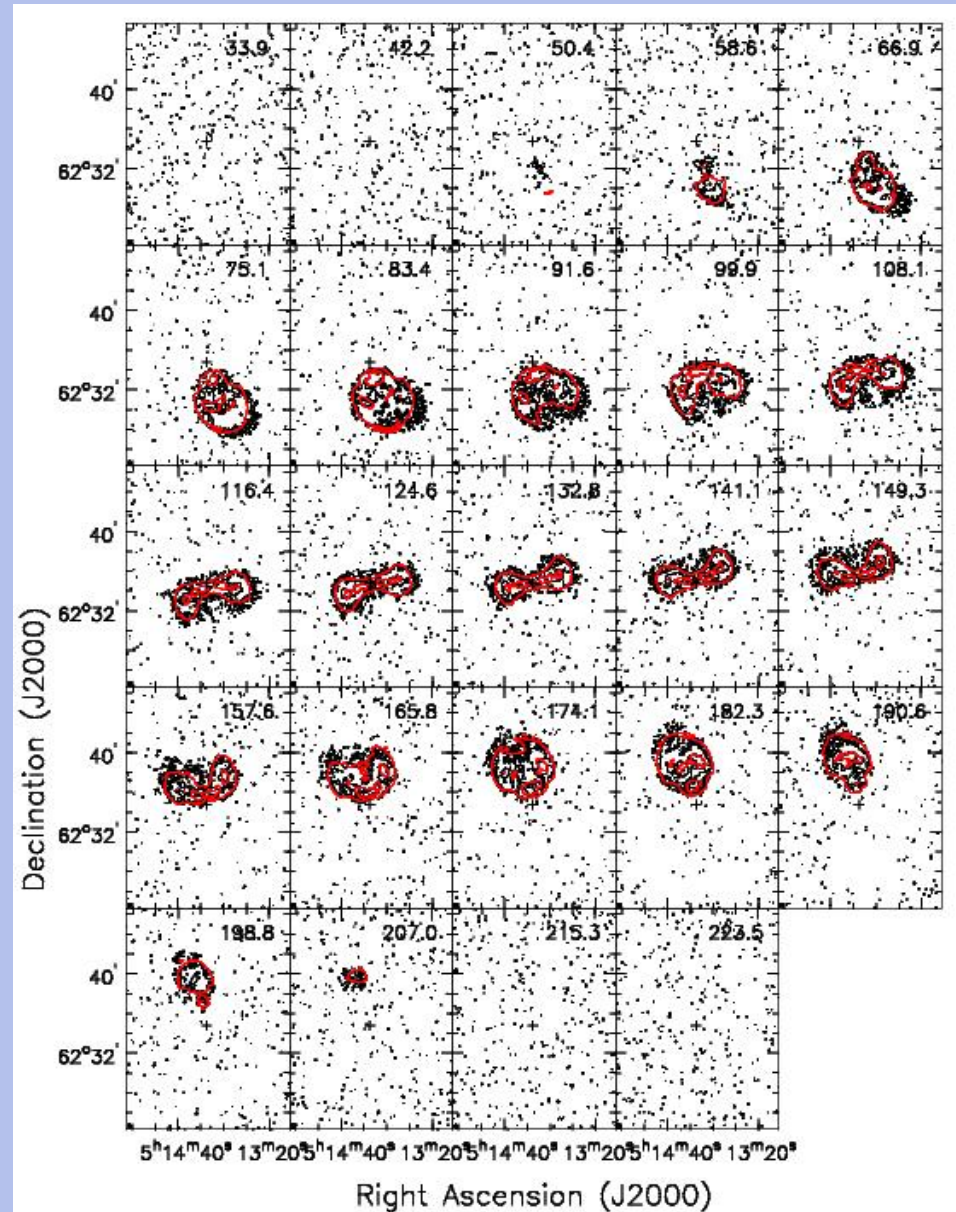 33.9 42.2 50.4 58.6 66.9
40'
62°32'
75.1 83.4 91.6 99.9 108.1
40'
62°32'
116.4 124.6 132.8 141.1 149.3
40'
62°32'
157.6 165.8 174.1 182.3 190.6
40'
62°32'
198.8 207.0 215.3 223.5
40'
62°32'
5h14m40s 13m20s 5h14m40s 13m20s 5h14m40s 13m20s 5h14m40s 13m20s
Declination (J2000)
Right Ascension (J2000)